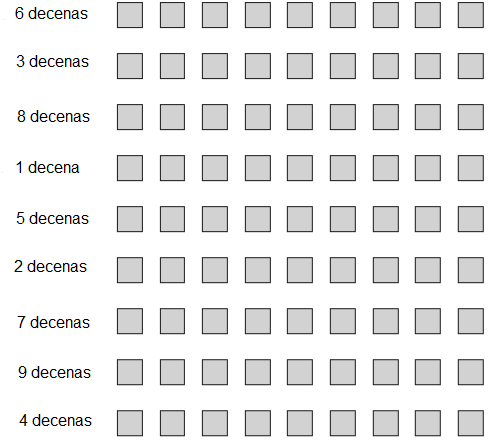 6 decenas
3 decenas
8 decenas
1 decena
5 decenas
2 decenas
7 decenas
9 decenas
4 decenas